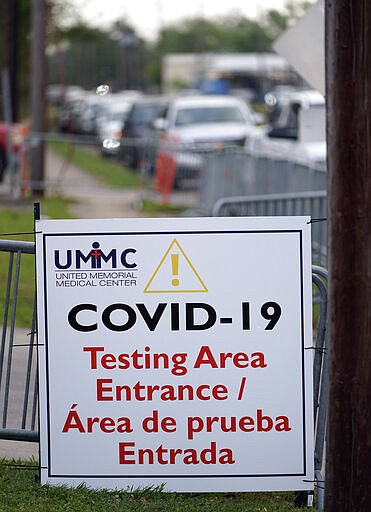 UMMC
UNITED MEMORIAL
MEDICAL CENTER
!
COVID-19
Testing Area
Entrance /
Área de prueba
Entrada